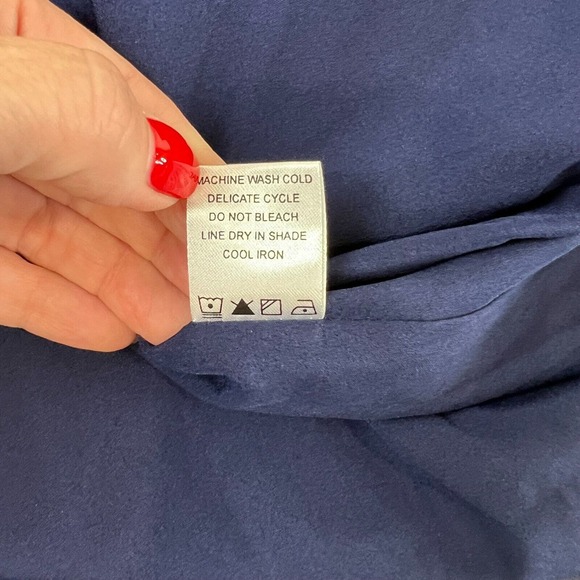 MACHINE WASH COLD
DELICATE CYCLE
DO NOT BLEACH
LINE DRY IN SHADE
COOL IRON